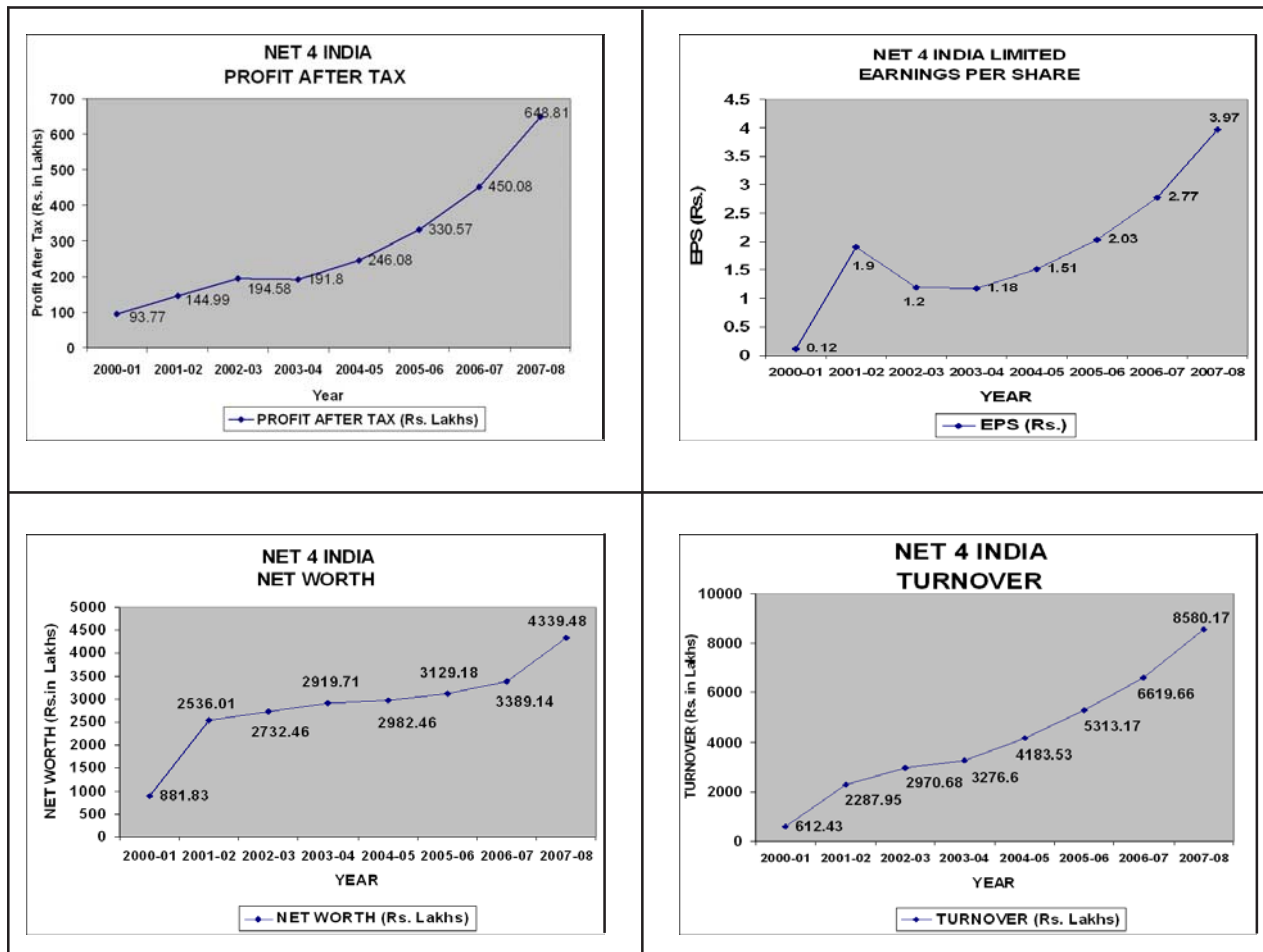 NET 4 INDIA
PROFIT AFTER TAX
Profit After Tax (Rs. in Lakhs)
700
600
500
400
300
200
100
0
93.77
144.99
194.58
191.8
246.08
330.57
450.08
648.81
2000-01 2001-02 2002-03 2003-04 2004-05 2005-06 2006-07 2007-08
Year
PROFIT AFTER TAX (Rs. Lakhs)
NET 4 INDIA LIMITED
EARNINGS PER SHARE
EPS (Rs.)
4.5
4
3.5
3
2.5
2
1.5
1
0.5
0
0.12
1.9
1.2
1.18
1.51
2.03
2.77
3.97
2000-01 2001-02 2002-03 2003-04 2004-05 2005-06 2006-07 2007-08
YEAR
EPS (Rs.)
NET 4 INDIA
NET WORTH
NET WORTH (Rs.in Lakhs)
5000
4500
4000
3500
3000
2500
2000
1500
1000
500
0
881.83
2536.01
2732.46
2919.71
2982.46
3129.18
3389.14
4339.48
2000-01 2001-02 2002-03 2003-04 2004-05 2005-06 2006-07 2007-08
YEAR
NET WORTH (Rs. Lakhs)
NET 4 INDIA
TURNOVER
TURNOVER (Rs. in Lakhs)
10000
8000
6000
4000
2000
0
612.43
2287.95
2970.68
3276.6
4183.53
5313.17
6619.66
8580.17
2000-01 2001-02 2002-03 2003-04 2004-05 2005-06 2006-07 2007-08
YEAR
TURNOVER (Rs. Lakhs)